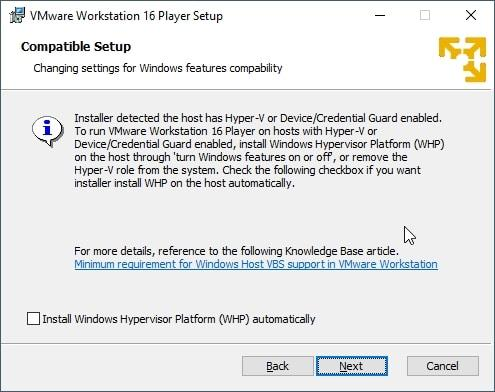 VMware Workstation 16 Player Setup
Compatible Setup
Changing settings for Windows features compability
Installer detected the host has Hyper-V or Device/Credential Guard enabled.
To run VMware Workstation 16 Player on hosts with Hyper-V or
Device/Credential Guard enabled, install Windows Hypervisor Platform (WHP)
on the host through 'turn Windows features on or off', or remove the
Hyper-V role from the system. Check the following checkbox if you want
installer install WHP on the host automatically.
For more details, reference to the following Knowledge Base article.
Minimum requirement for Windows Host VBS support in VMware Workstation
Install Windows Hypervisor Platform (WHP) automatically
Back Next Cancel